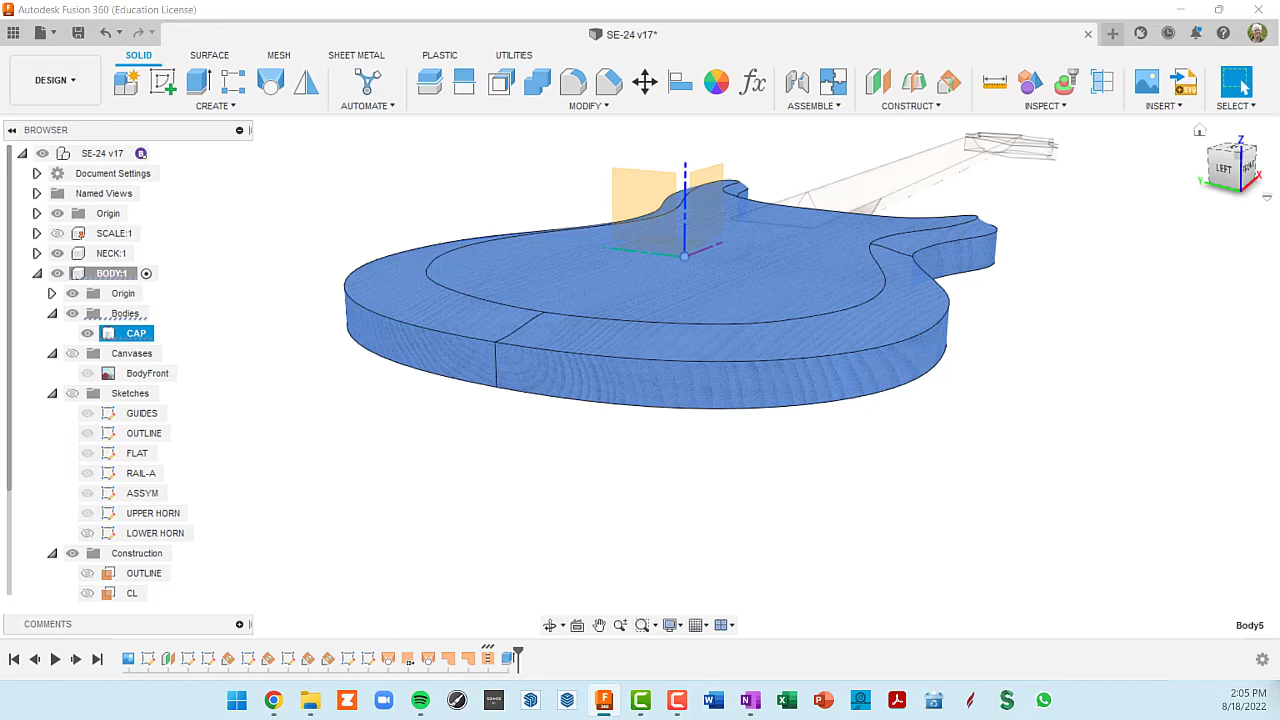 Autodesk Fusion 360 (Education License)
SE-24 v17*
DESIGN
SOLID
SURFACE
MESH
SHEET METAL
PLASTIC
UTILITIES
CREATE
AUTOMATE
MODIFY
ASSEMBLE
CONSTRUCT
INSPECT
INSERT
SELECT
BROWSER
SE-24 v17
Document Settings
Named Views
Origin
SCALE:1
NECK:1
BODY:1
Origin
Bodies
CAP
Canvases
BodyFront
Sketches
GUIDES
OUTLINE
FLAT
RAIL-A
ASSYM
UPPER HORN
LOWER HORN
Construction
OUTLINE
CL
Z
LEFT
FRONT
Y
X
COMMENTS
Body5
2:05 PM
8/18/2022